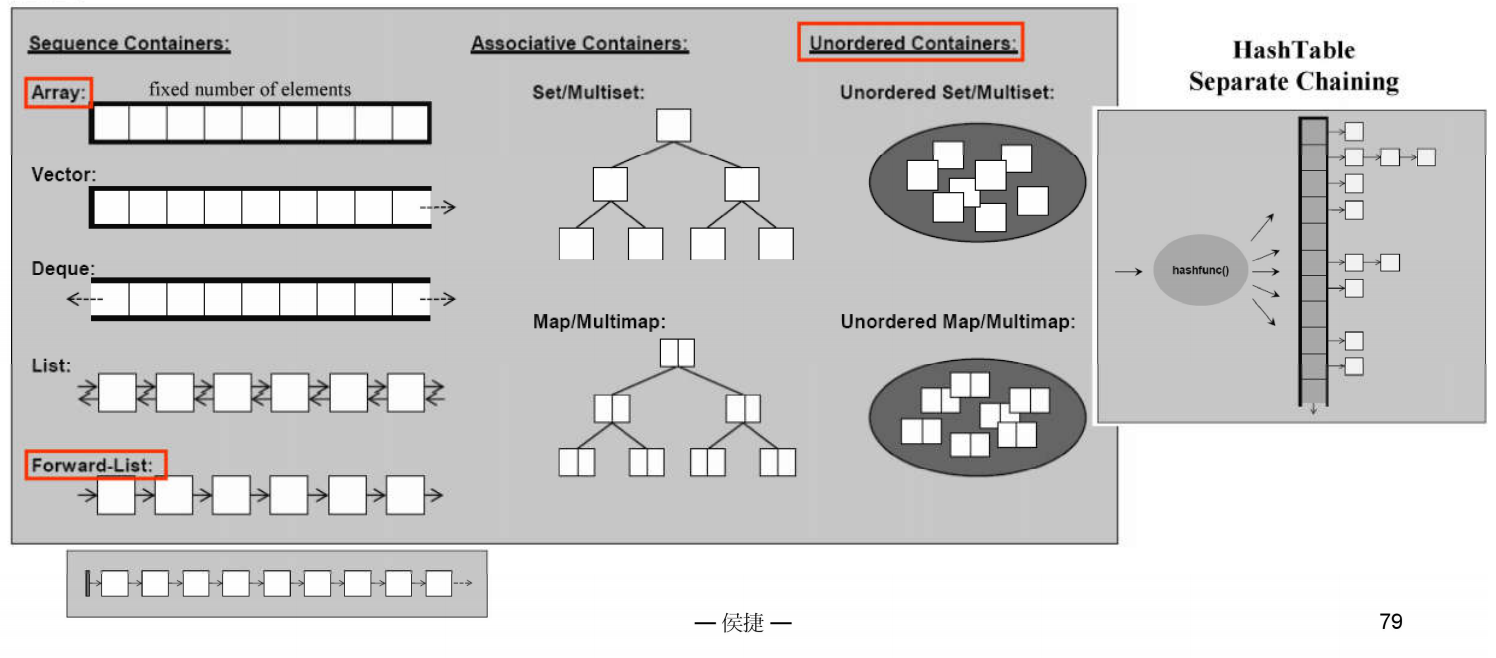 Sequence Containers:
Array:
fixed number of elements
Vector:
Deque:
List:
Forward-List:
Associative Containers:
Set/Multiset:
Map/Multimap:
Unordered Containers:
Unordered Set/Multiset:
Unordered Map/Multimap:
HashTable
Separate Chaining
hashfunc()
— 侯捷 —
79